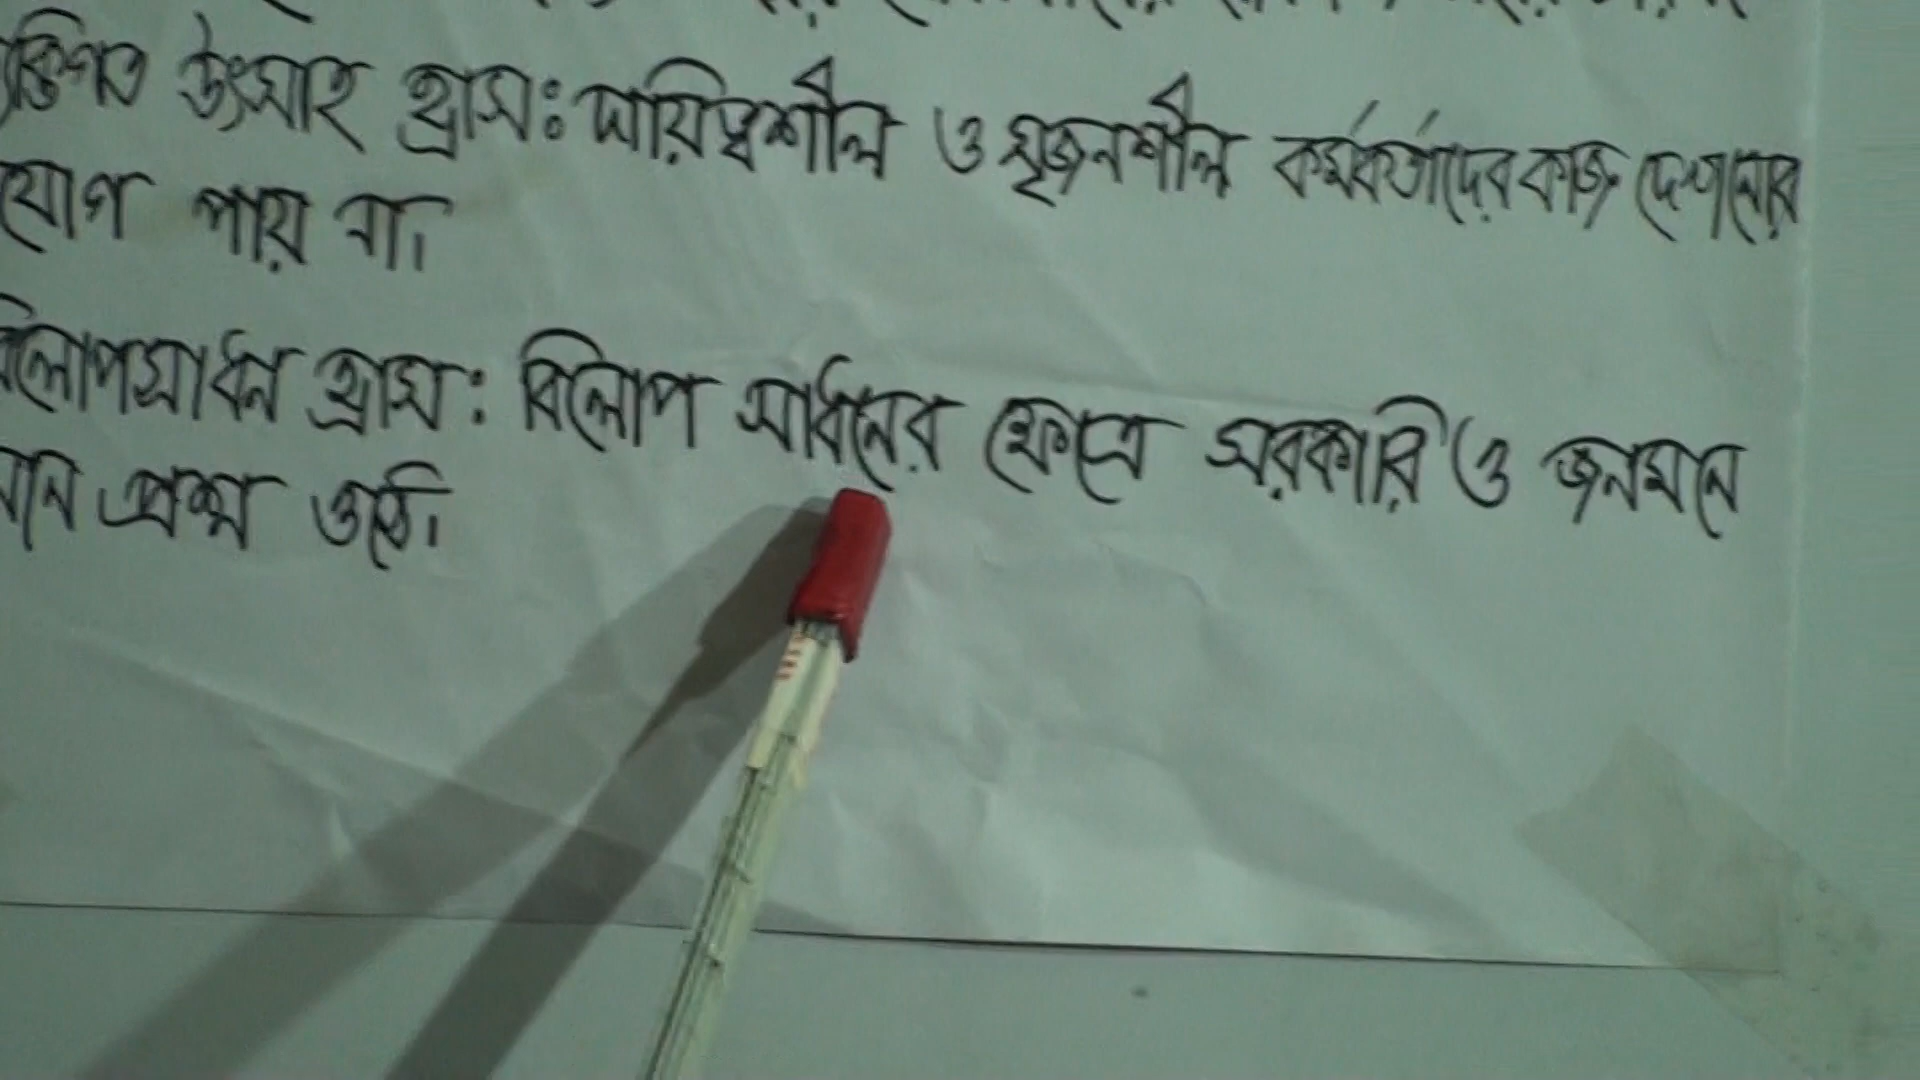 উৎসাহ হ্রাসঃ দায়িত্বশীল ও সৃজনশীল কর্মকর্তাদের কাজ দেখানোর
যোগ পায় না।
বিলোপসাধন হ্রাস: বিলোপ সাধনের ক্ষেত্রে সরকারি ও জনমনে
প্রশ্ন ওঠে।